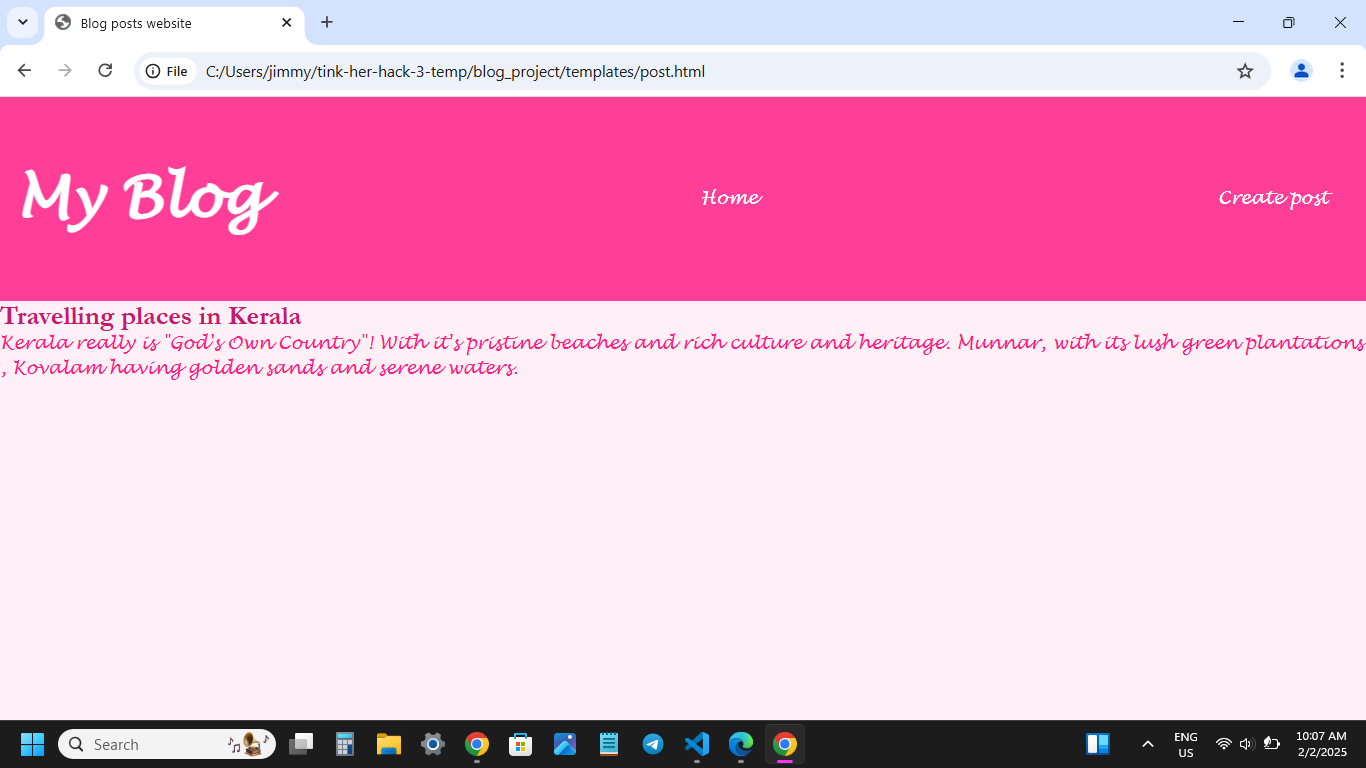 Blog posts website
File C:/Users/jimmy/tink-her-hack-3-temp/blog_project/templates/post.html
My Blog
Home
Create post
Travelling places in Kerala
Kerala really is "God's Own Country"! With it's pristine beaches and rich culture and heritage. Munnar, with its lush green plantations
, Kovalam having golden sands and serene waters.
Search
ENG
US
10:07 AM
2/2/2025